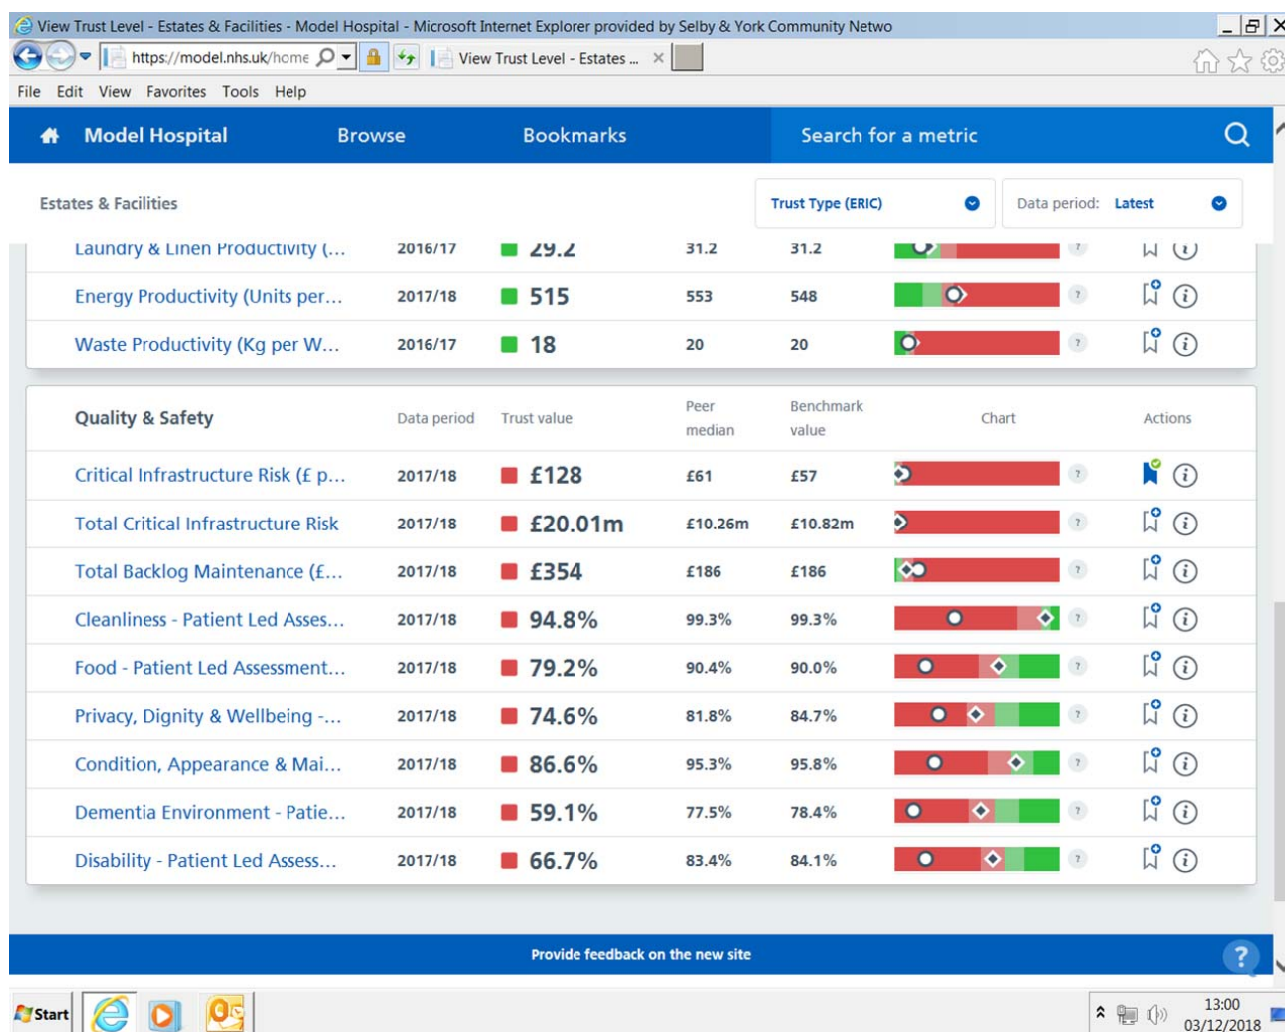 View Trust Level - Estates & Facilities - Model Hospital - Microsoft Internet Explorer provided by Selby & York Community Netwo
https://model.nhs.uk/home View Trust Level - Estates ...
File Edit View Favorites Tools Help
Model Hospital Browse Bookmarks Search for a metric
Estates & Facilities Trust Type (ERIC) Data period: Latest
Laundry & Linen Productivity (... 2016/17 29.2 31.2 31.2 ?
Energy Productivity (Units per... 2017/18 515 553 548 ?
Waste Productivity (Kg per W... 2016/17 18 20 20 ?
Quality & Safety Data period Trust value Peer median Benchmark value Chart Actions
Critical Infrastructure Risk (£ p... 2017/18 £128 £61 £57 ?
Total Critical Infrastructure Risk 2017/18 £20.01m £10.26m £10.82m ?
Total Backlog Maintenance (£... 2017/18 £354 £186 £186 ?
Cleanliness - Patient Led Asses... 2017/18 94.8% 99.3% 99.3% ?
Food - Patient Led Assessment... 2017/18 79.2% 90.4% 90.0% ?
Privacy, Dignity & Wellbeing -... 2017/18 74.6% 81.8% 84.7% ?
Condition, Appearance & Mai... 2017/18 86.6% 95.3% 95.8% ?
Dementia Environment - Patie... 2017/18 59.1% 77.5% 78.4% ?
Disability - Patient Led Assess... 2017/18 66.7% 83.4% 84.1% ?
Provide feedback on the new site ?
Start 13:00
03/12/2018